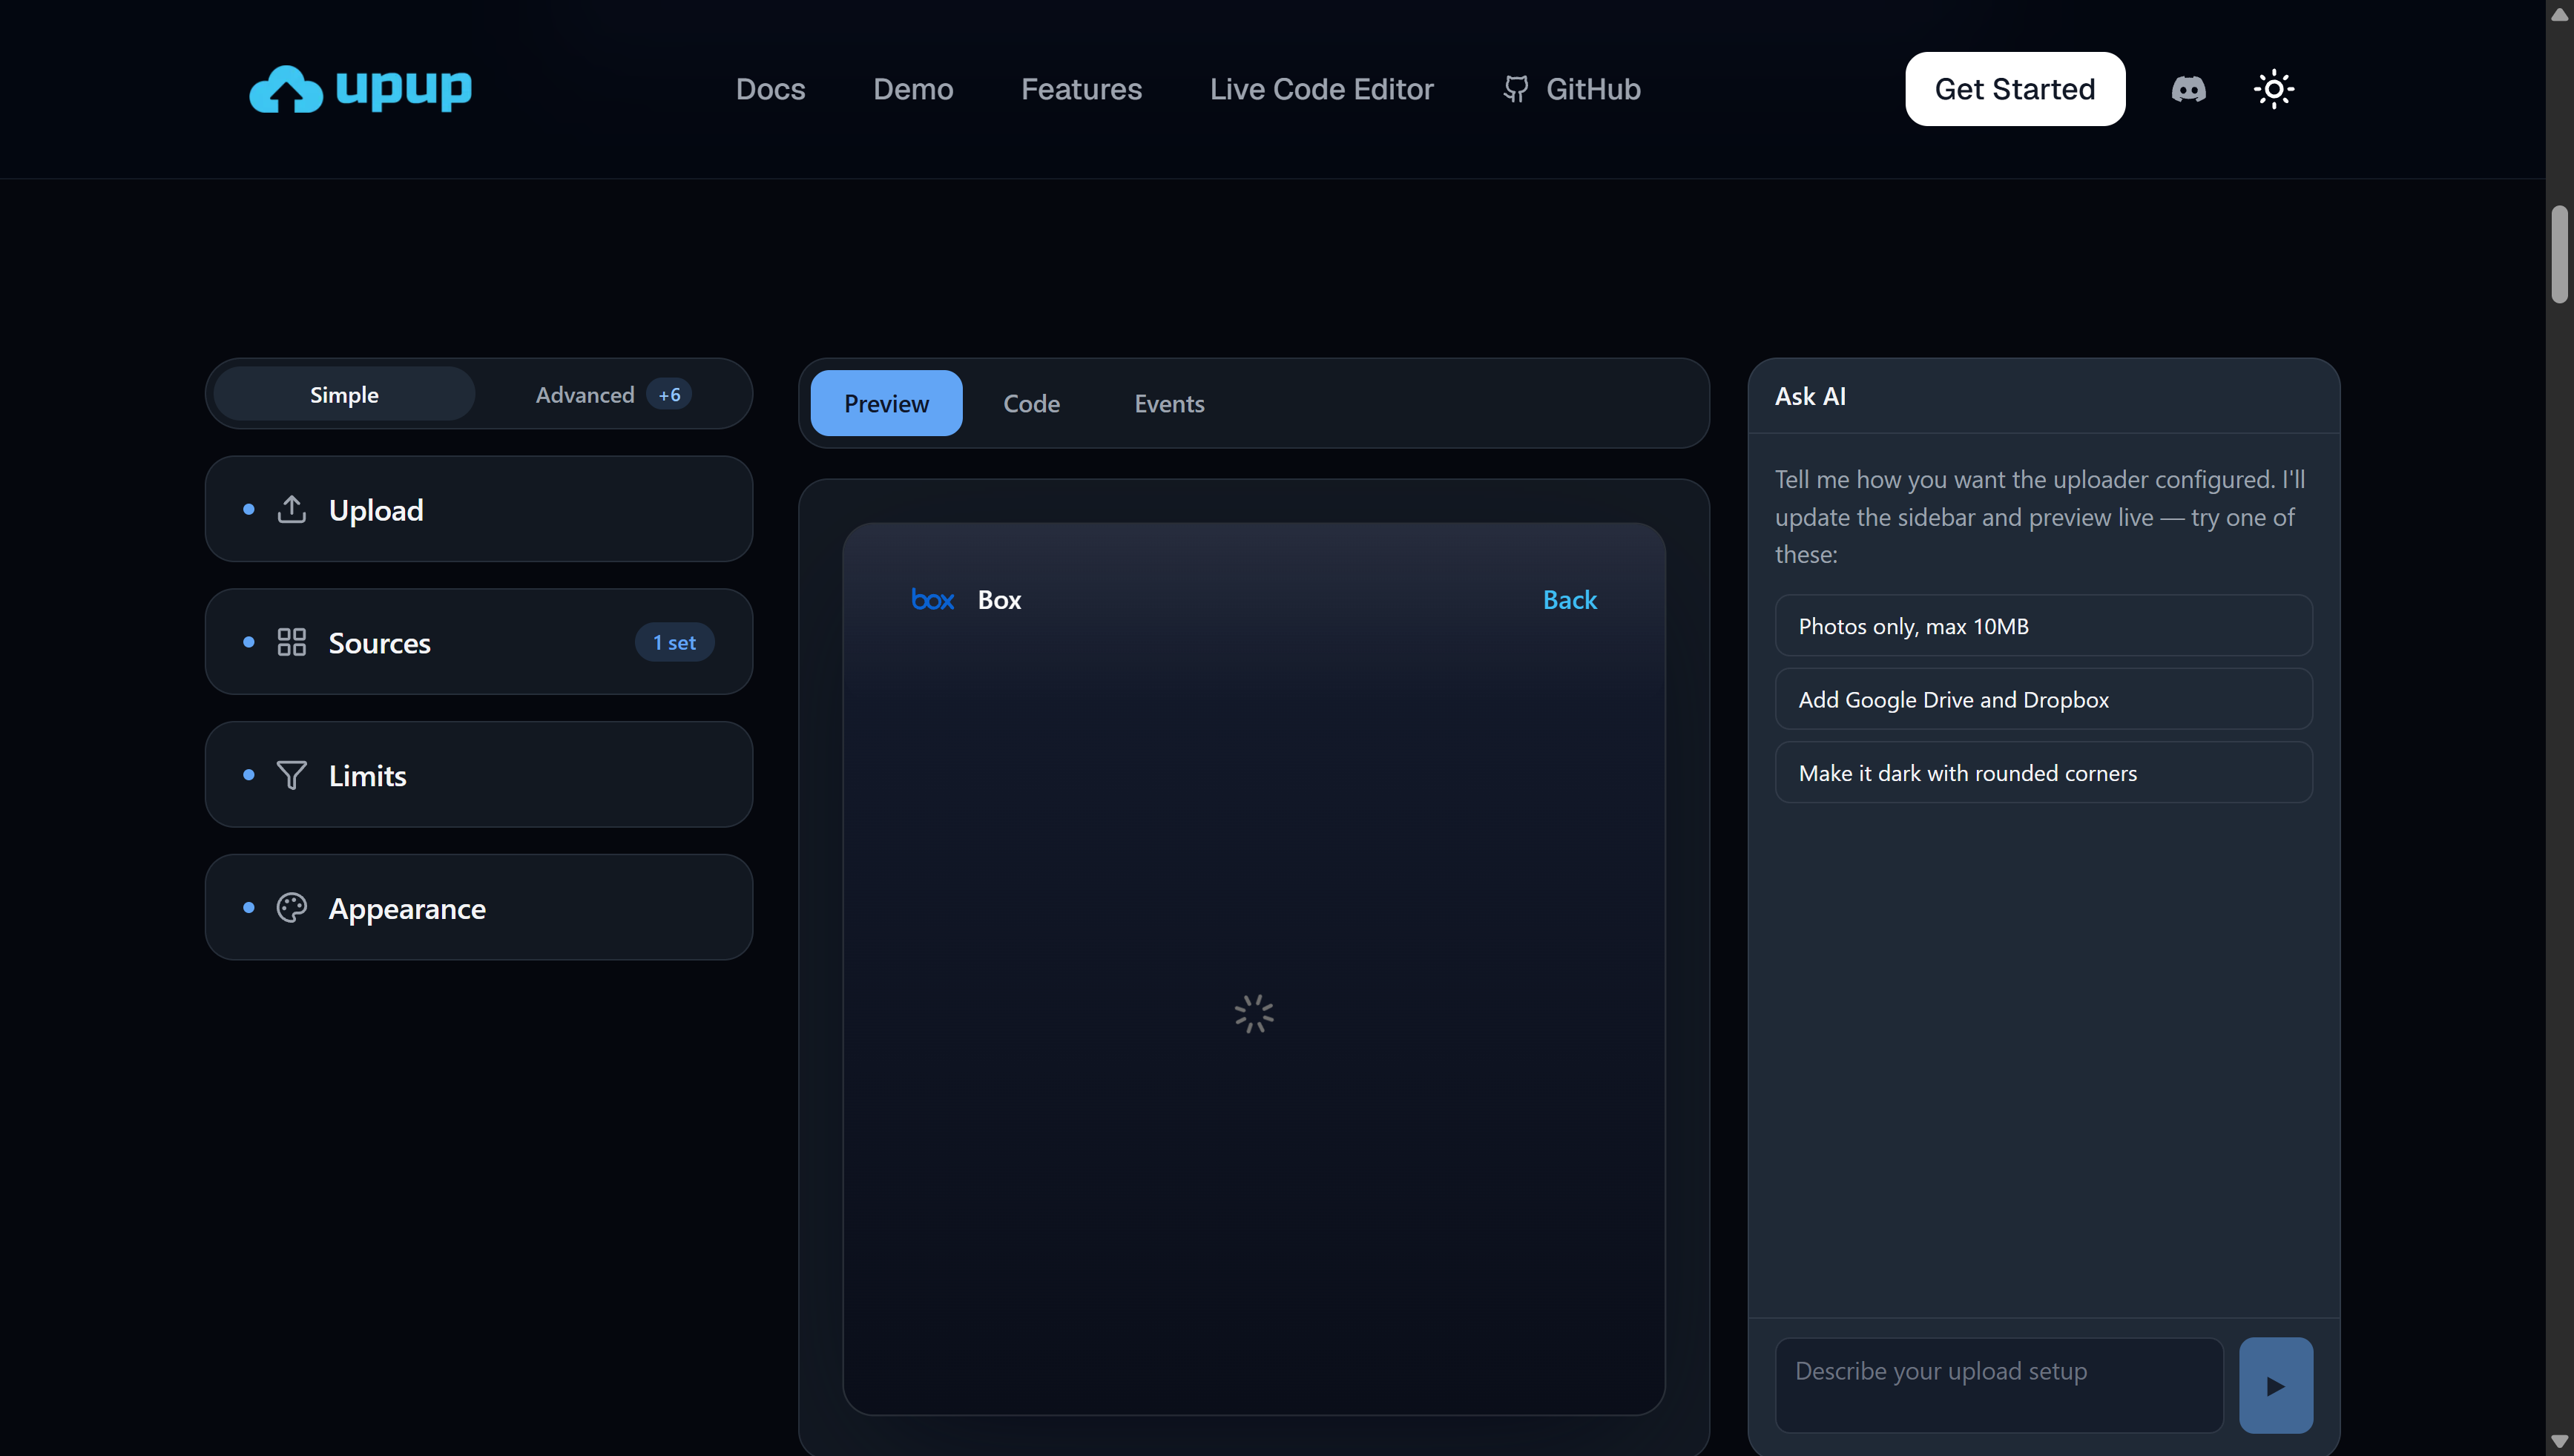 upup
Docs
Demo
Features
Live Code Editor
GitHub
Get Started
Simple
Advanced +6
Upload
Sources
1 set
Limits
Appearance
Preview
Code
Events
box Box
Back
Ask AI
Tell me how you want the uploader configured. I'll
update the sidebar and preview live — try one of
these:
Photos only, max 10MB
Add Google Drive and Dropbox
Make it dark with rounded corners
Describe your upload setup